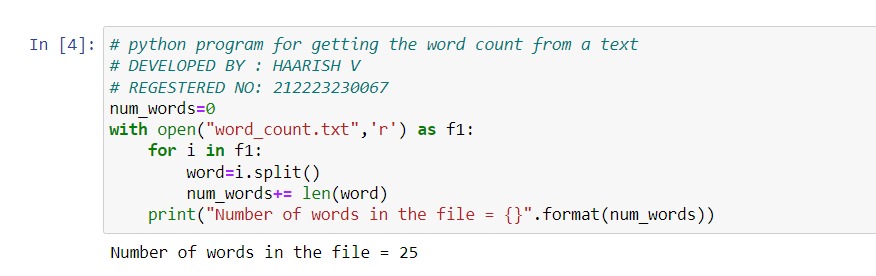 In [4]: # python program for getting the word count from a text
# DEVELOPED BY : HAARISH V
# REGESTERED NO: 212223230067
num_words=0
with open("word_count.txt",'r') as f1:
    for i in f1:
        word=i.split()
        num_words+= len(word)
    print("Number of words in the file = {}".format(num_words))
Number of words in the file = 25